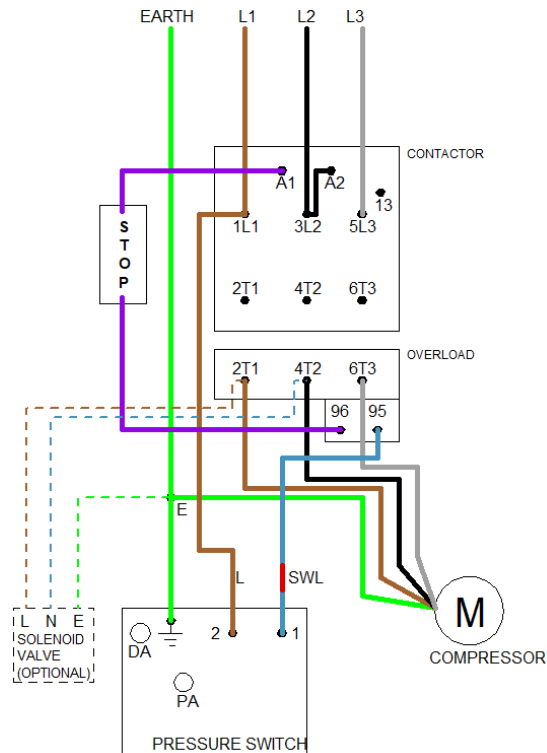 EARTH L1 L2 L3
CONTACTOR
A1 A2
13
1L1 3L2 5L3
STOP
2T1 4T2 6T3
OVERLOAD
2T1 4T2 6T3
96 95
E
L SWL
L N E
SOLENOID
VALVE
(OPTIONAL)
DA 2 1
M
COMPRESSOR
PA
PRESSURE SWITCH